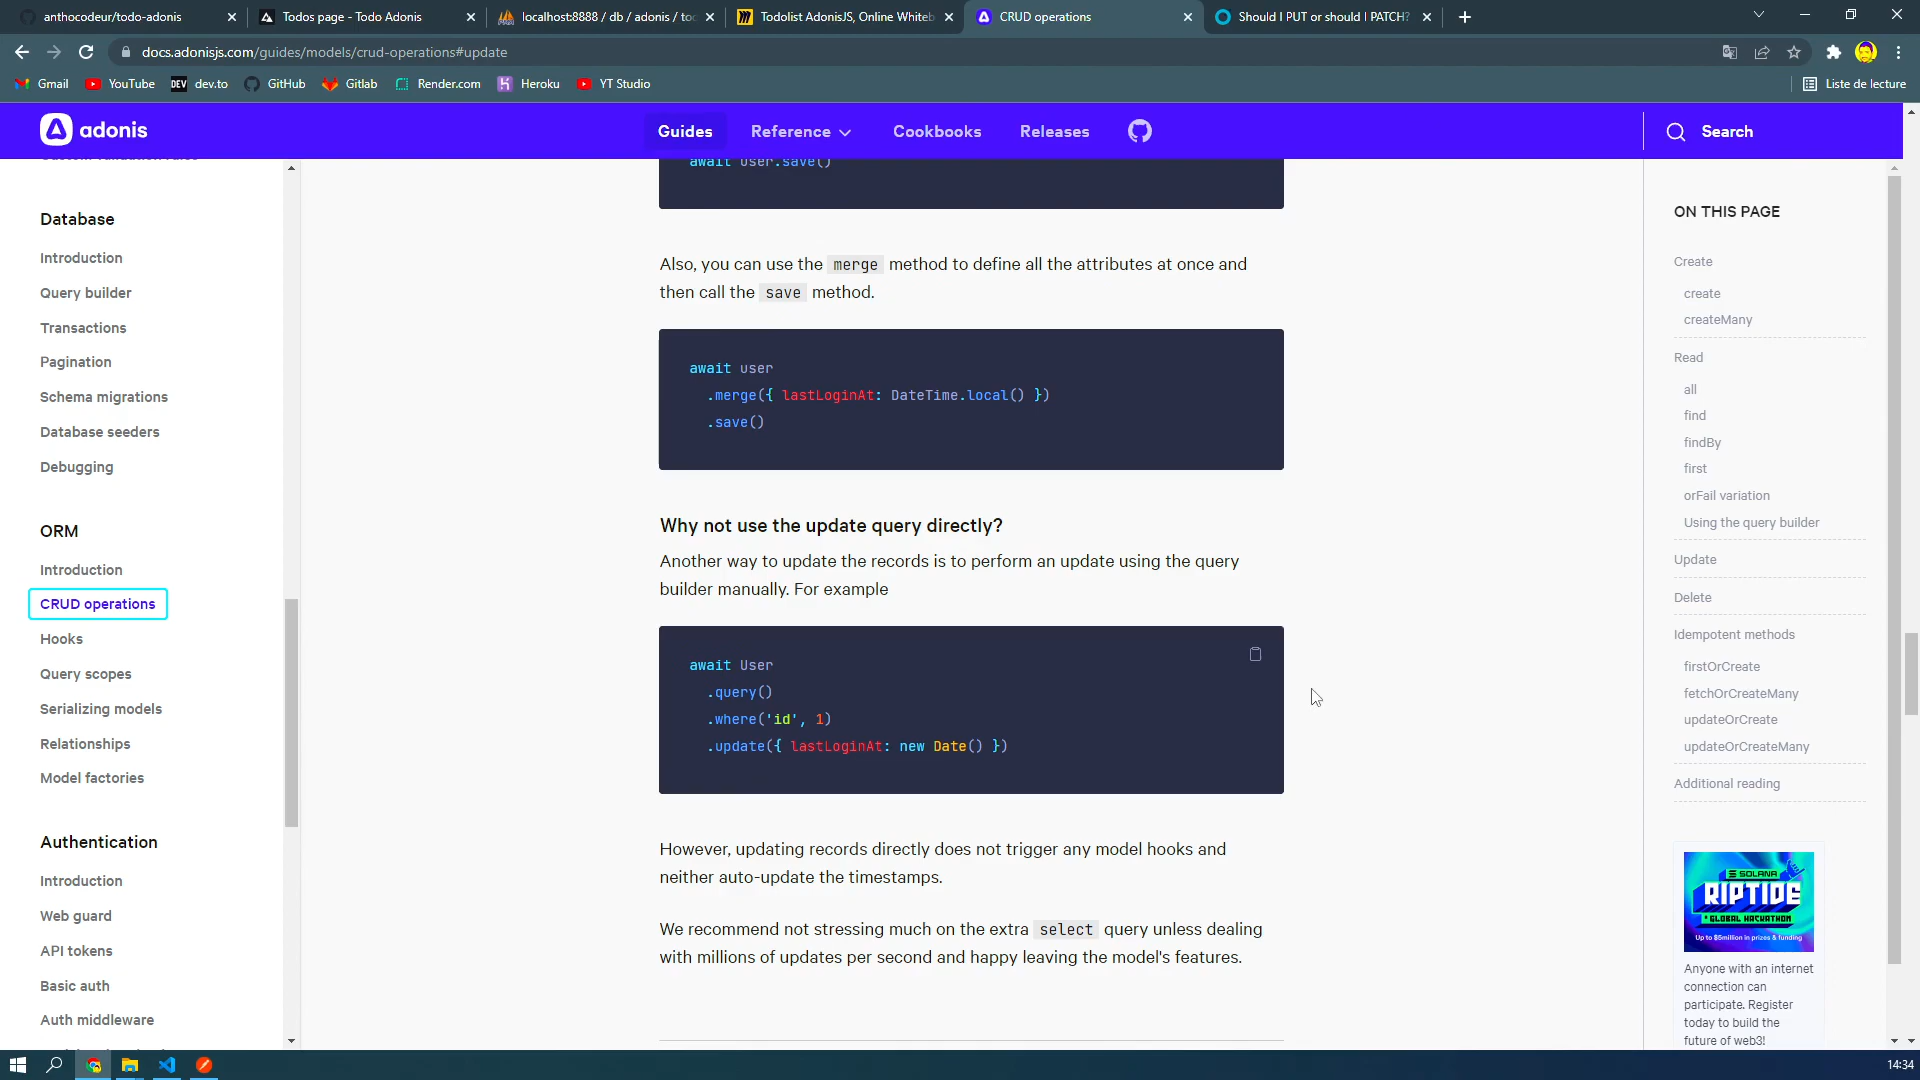 anthocodeur/todo-adonis
Todos page - Todo Adonis
localhost:8888 / db / adonis / too
Todolist AdonisJS, Online Whiteb
CRUD operations
Should I PUT or should I PATCH?
docs.adonisjs.com/guides/models/crud-operations#update
Gmail
YouTube
DEV dev.to
GitHub
Gitlab
Render.com
Heroku
YT Studio
Liste de lecture
adonis
Guides
Reference
Cookbooks
Releases
Search
Database
Introduction
Query builder
Transactions
Pagination
Schema migrations
Database seeders
Debugging
ORM
Introduction
CRUD operations
Hooks
Query scopes
Serializing models
Relationships
Model factories
Authentication
Introduction
Web guard
API tokens
Basic auth
Auth middleware
await user.save()
Also, you can use the merge method to define all the attributes at once and
then call the save method.
await user
.merge({ lastLoginAt: DateTime.local() })
.save()
Why not use the update query directly?
Another way to update the records is to perform an update using the query
builder manually. For example
await User
.query()
.where('id', 1)
.update({ lastLoginAt: new Date() })
However, updating records directly does not trigger any model hooks and
neither auto-update the timestamps.
We recommend not stressing much on the extra select query unless dealing
with millions of updates per second and happy leaving the model's features.
ON THIS PAGE
Create
create
createMany
Read
all
find
findBy
first
orFail variation
Using the query builder
Update
Delete
Idempotent methods
firstOrCreate
fetchOrCreateMany
updateOrCreate
updateOrCreateMany
Additional reading
SOLANA
RIPTIDE
GLOBAL HACKATHON
Up to $5million in prizes & funding
Anyone with an internet
connection can
participate. Register
today to build the
future of web3!
14:34